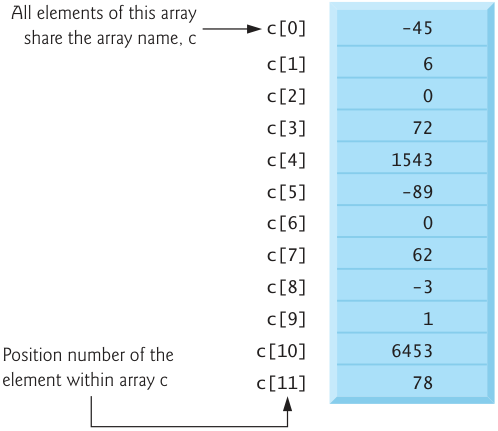 All elements of this array
share the array name, c
c[0] -45
c[1] 6
c[2] 0
c[3] 72
c[4] 1543
c[5] -89
c[6] 0
c[7] 62
c[8] -3
c[9] 1
c[10] 6453
c[11] 78
Position number of the
element within array c